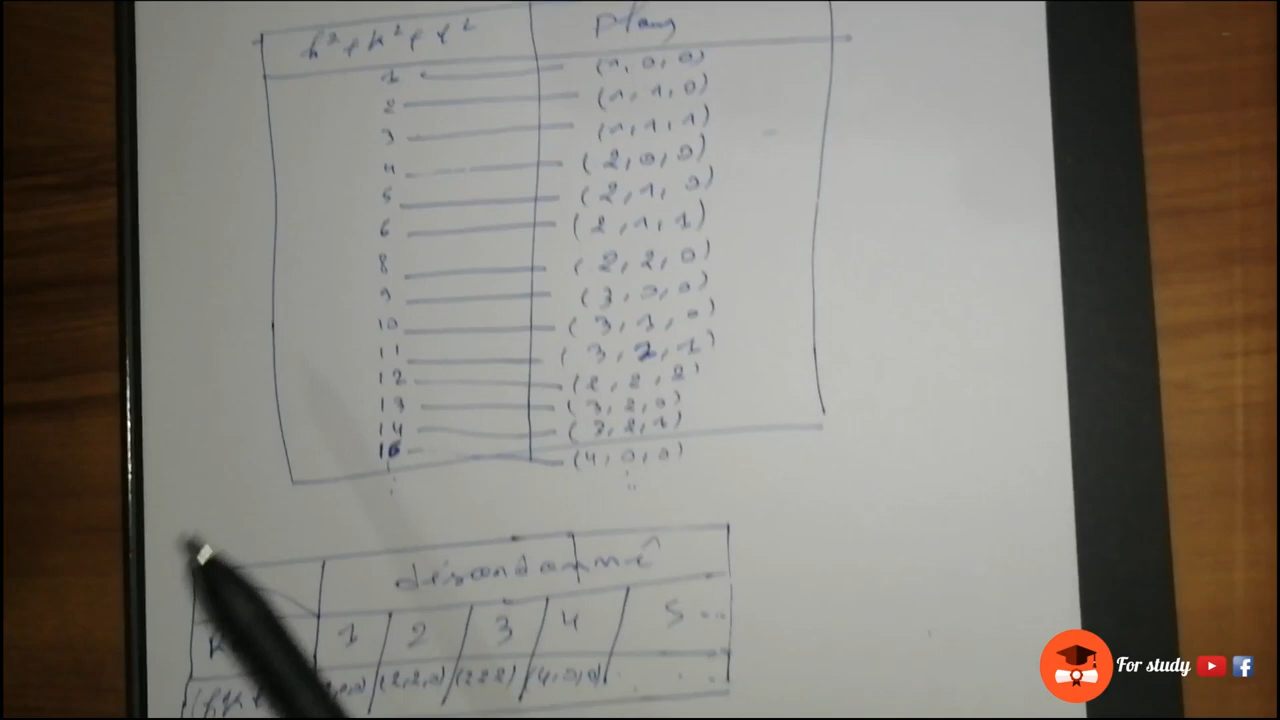 h² + k² + l² Plans
1 (1, 0, 0)
2 (1, 1, 0)
3 (1, 1, 1)
4 (2, 0, 0)
5 (2, 1, 0)
6 (2, 1, 1)
8 (2, 2, 0)
9 (3, 0, 0)
10 (3, 1, 0)
11 (3, 2, 1)
12 (2, 2, 2)
13 (3, 2, 0)
14 (3, 2, 1)
16 (4, 0, 0)
désordonné
1 2 3 4 5 ...
(2,2,0) (222) (4,0,0)
For study